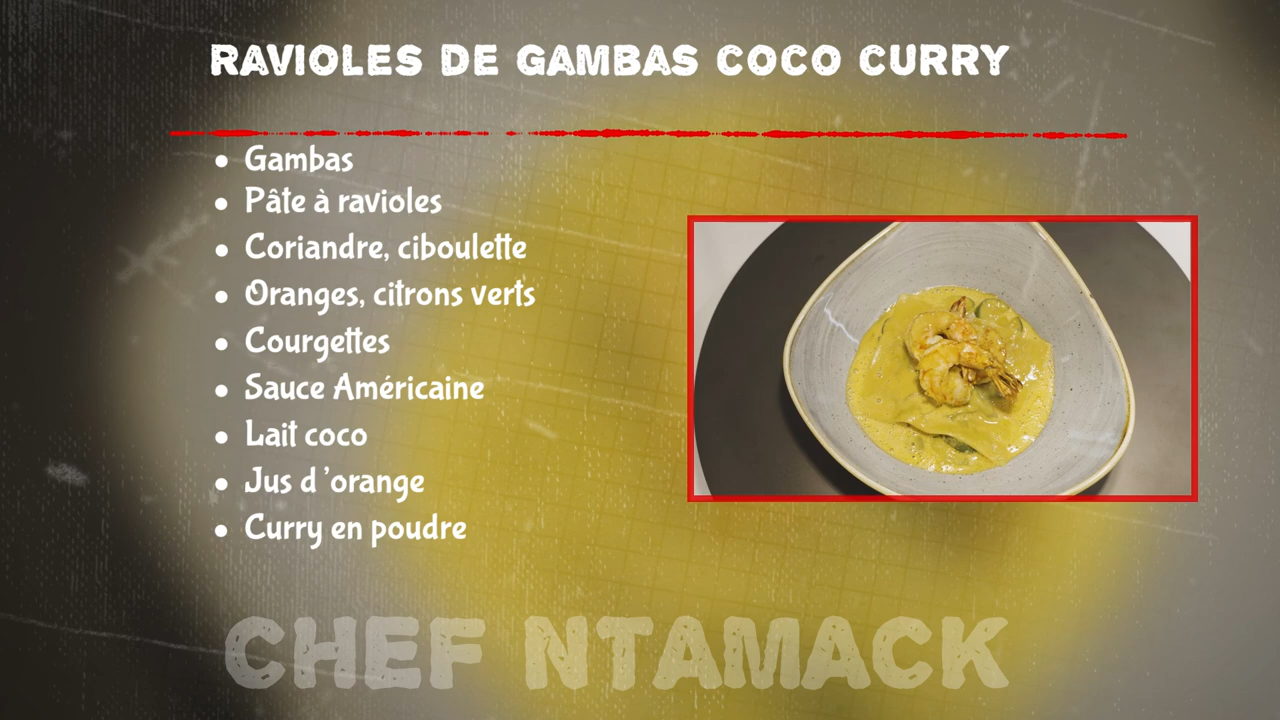 RAVIOLES DE GAMBAS COCO CURRY
• Gambas
• Pâte à ravioles
• Coriandre, ciboulette
• Oranges, citrons verts
• Courgettes
• Sauce Américaine
• Lait coco
• Jus d'orange
• Curry en poudre
CHEF NTAMACK